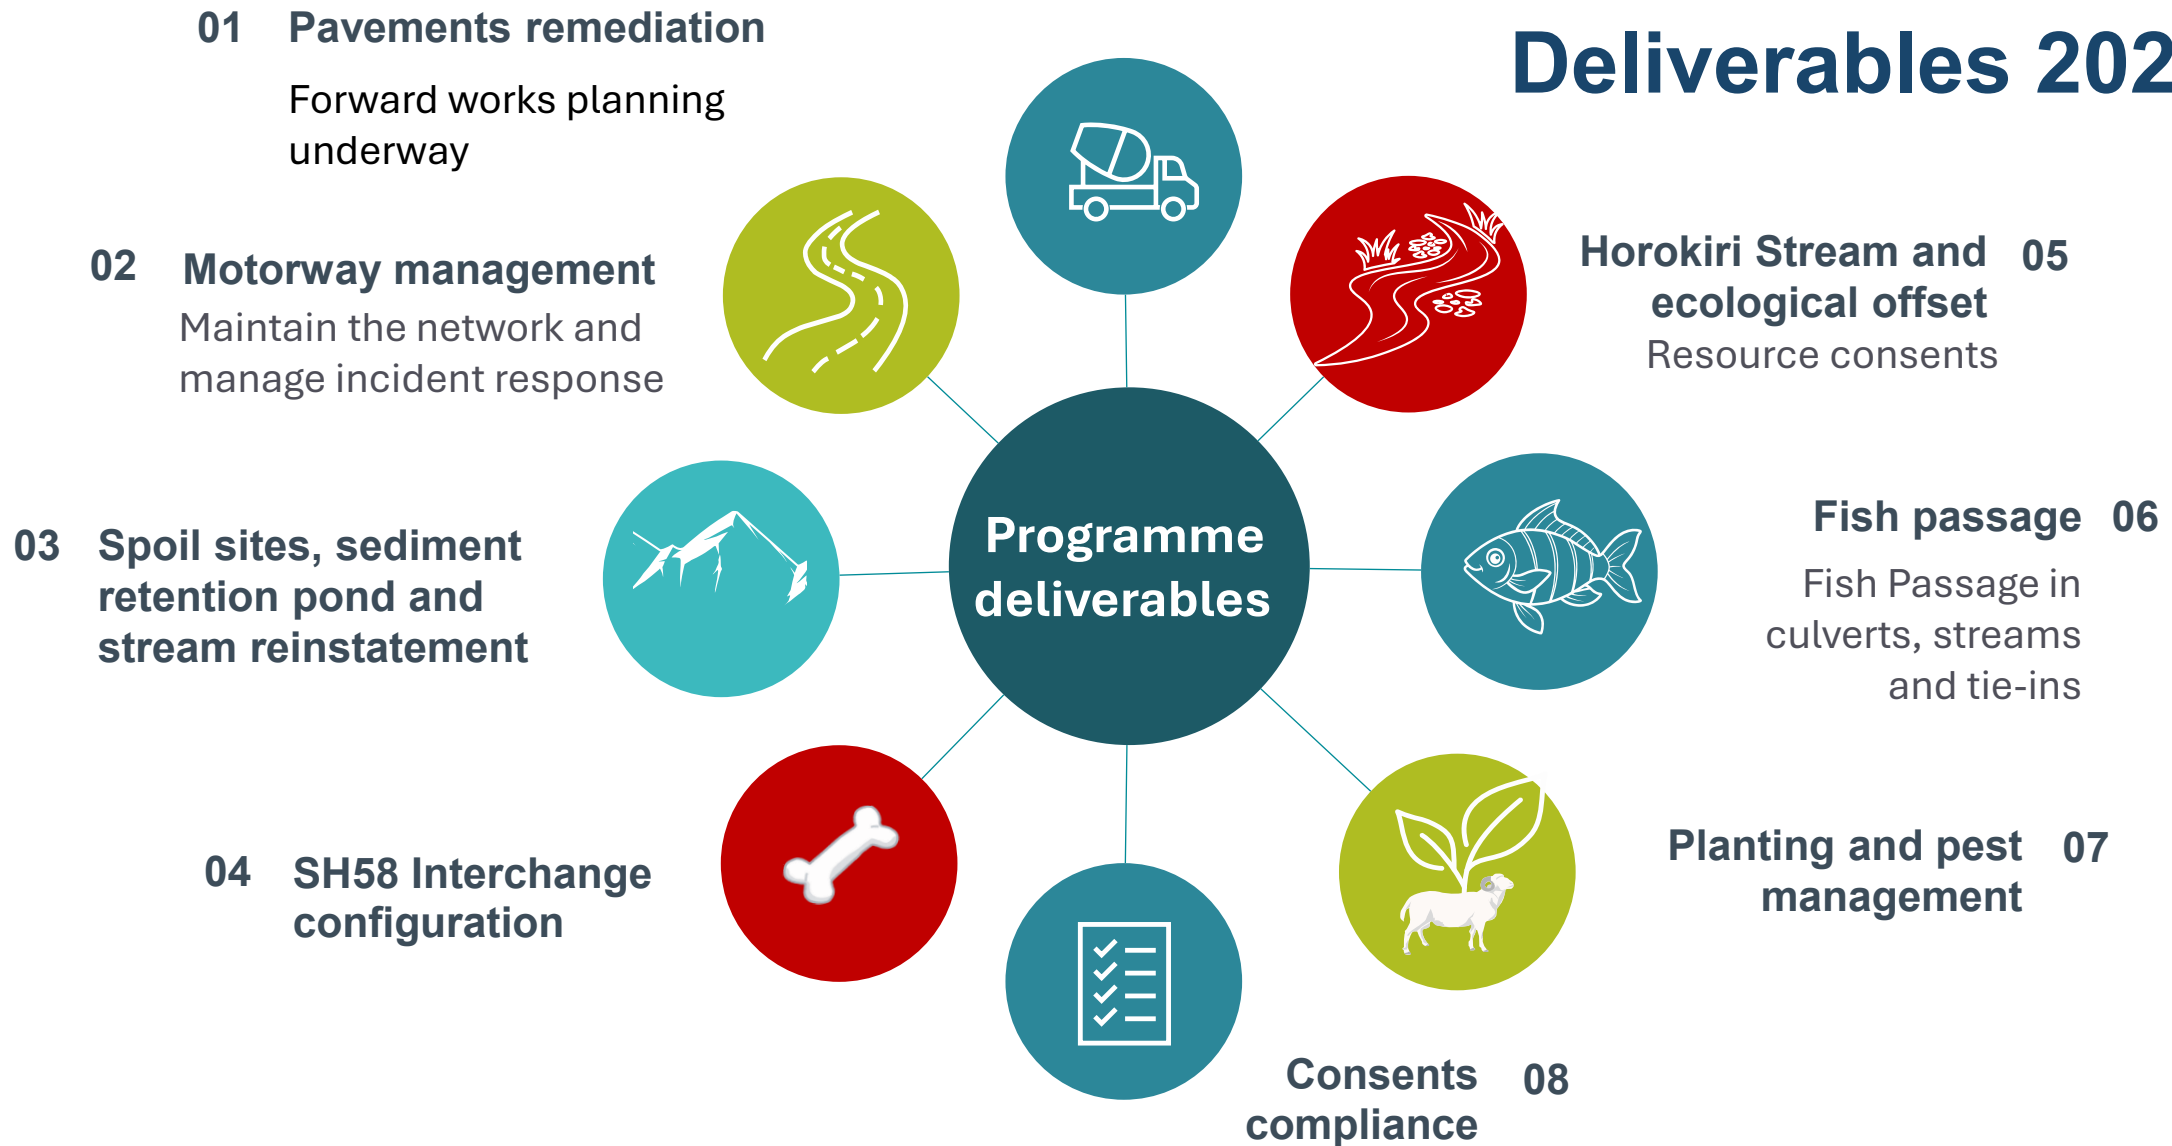 Deliverables 202
01 Pavements remediation
Forward works planning
underway
02 Motorway management
Maintain the network and
manage incident response
03 Spoil sites, sediment
retention pond and
stream reinstatement
04 SH58 Interchange
configuration
Programme
deliverables
Horokiri Stream and 05
ecological offset
Resource consents
Fish passage 06
Fish Passage in
culverts, streams
and tie-ins
Planting and pest 07
management
Consents 08
compliance